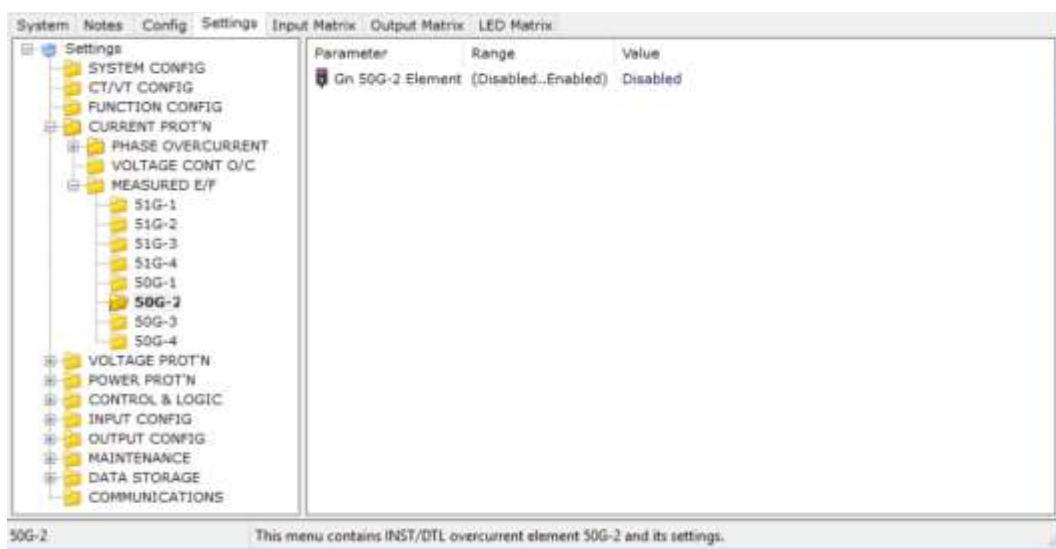 System Notes Config Settings Input Matrix Output Matrix LED Matrix
Settings
SYSTEM CONFIG
CT/VT CONFIG
FUNCTION CONFIG
CURRENT PROT'N
PHASE OVERCURRENT
VOLTAGE CONT O/C
MEASURED E/F
51G-1
51G-2
51G-3
51G-4
50G-1
50G-2
50G-3
50G-4
VOLTAGE PROT'N
POWER PROT'N
CONTROL & LOGIC
INPUT CONFIG
OUTPUT CONFIG
MAINTENANCE
DATA STORAGE
COMMUNICATIONS
Parameter Range Value
Gn 50G-2 Element (Disabled..Enabled) Disabled
50G-2 This menu contains INST/DTL overcurrent element 50G-2 and its settings.